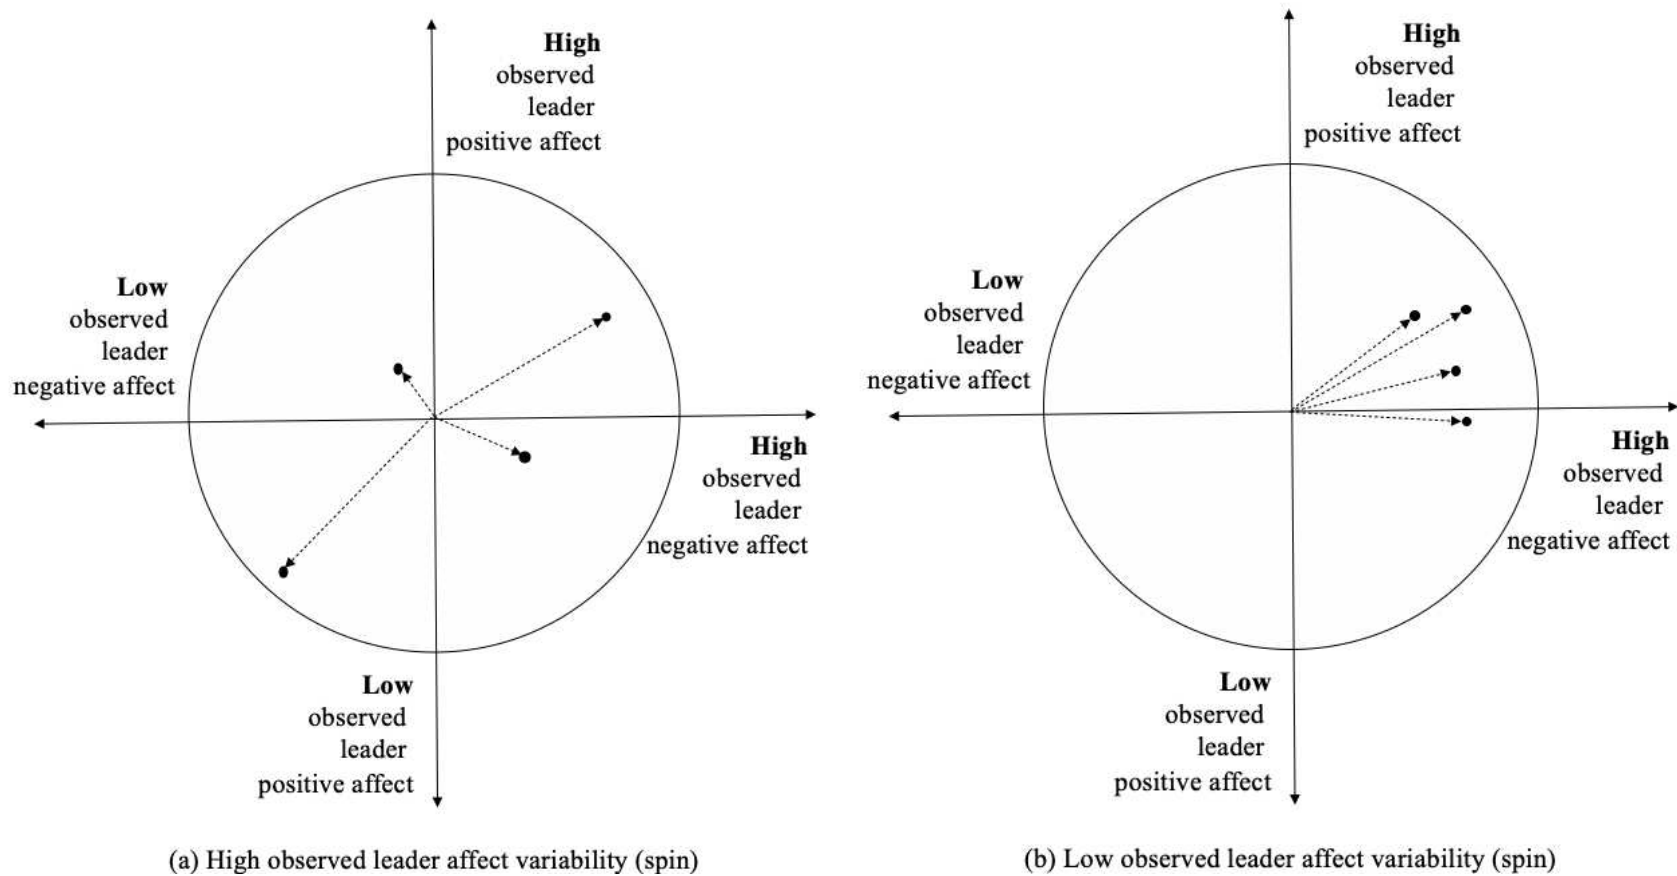 High
observed
leader
positive affect
Low
observed
leader
negative affect
High
observed
leader
negative affect
Low
observed
leader
positive affect
(a) High observed leader affect variability (spin)
High
observed
leader
positive affect
Low
observed
leader
negative affect
High
observed
leader
negative affect
Low
observed
leader
positive affect
(b) Low observed leader affect variability (spin)